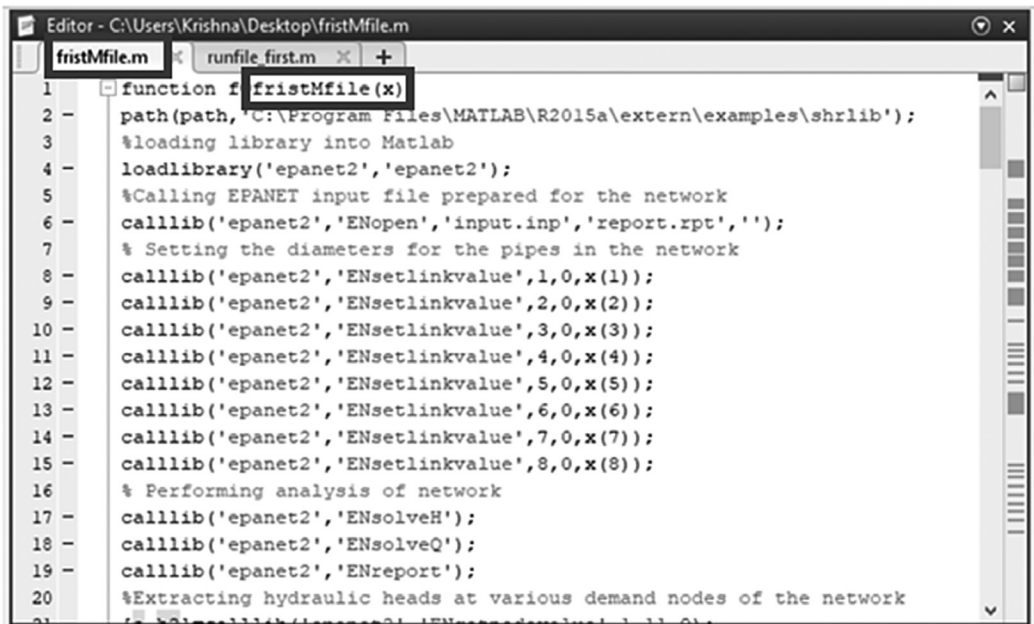 Editor - C:\Users\Krishna\Desktop\fristMfile.m
fristMfile.m runfile_first.m +
1 function fristMfile(x)
2 - path(path,'C:\Program Files\MATLAB\R2015a\extern\examples\shrlib');
3 %loading library into Matlab
4 - loadlibrary('epanet2','epanet2');
5 %Calling EPANET input file prepared for the network
6 - calllib('epanet2','ENopen','input.inp','report.rpt','');
7 % Setting the diameters for the pipes in the network
8 - calllib('epanet2','ENsetlinkvalue',1,0,x(1));
9 - calllib('epanet2','ENsetlinkvalue',2,0,x(2));
10 - calllib('epanet2','ENsetlinkvalue',3,0,x(3));
11 - calllib('epanet2','ENsetlinkvalue',4,0,x(4));
12 - calllib('epanet2','ENsetlinkvalue',5,0,x(5));
13 - calllib('epanet2','ENsetlinkvalue',6,0,x(6));
14 - calllib('epanet2','ENsetlinkvalue',7,0,x(7));
15 - calllib('epanet2','ENsetlinkvalue',8,0,x(8));
16 % Performing analysis of network
17 - calllib('epanet2','ENsolveH');
18 - calllib('epanet2','ENsolveQ');
19 - calllib('epanet2','ENreport');
20 %Extracting hydraulic heads at various demand nodes of the network